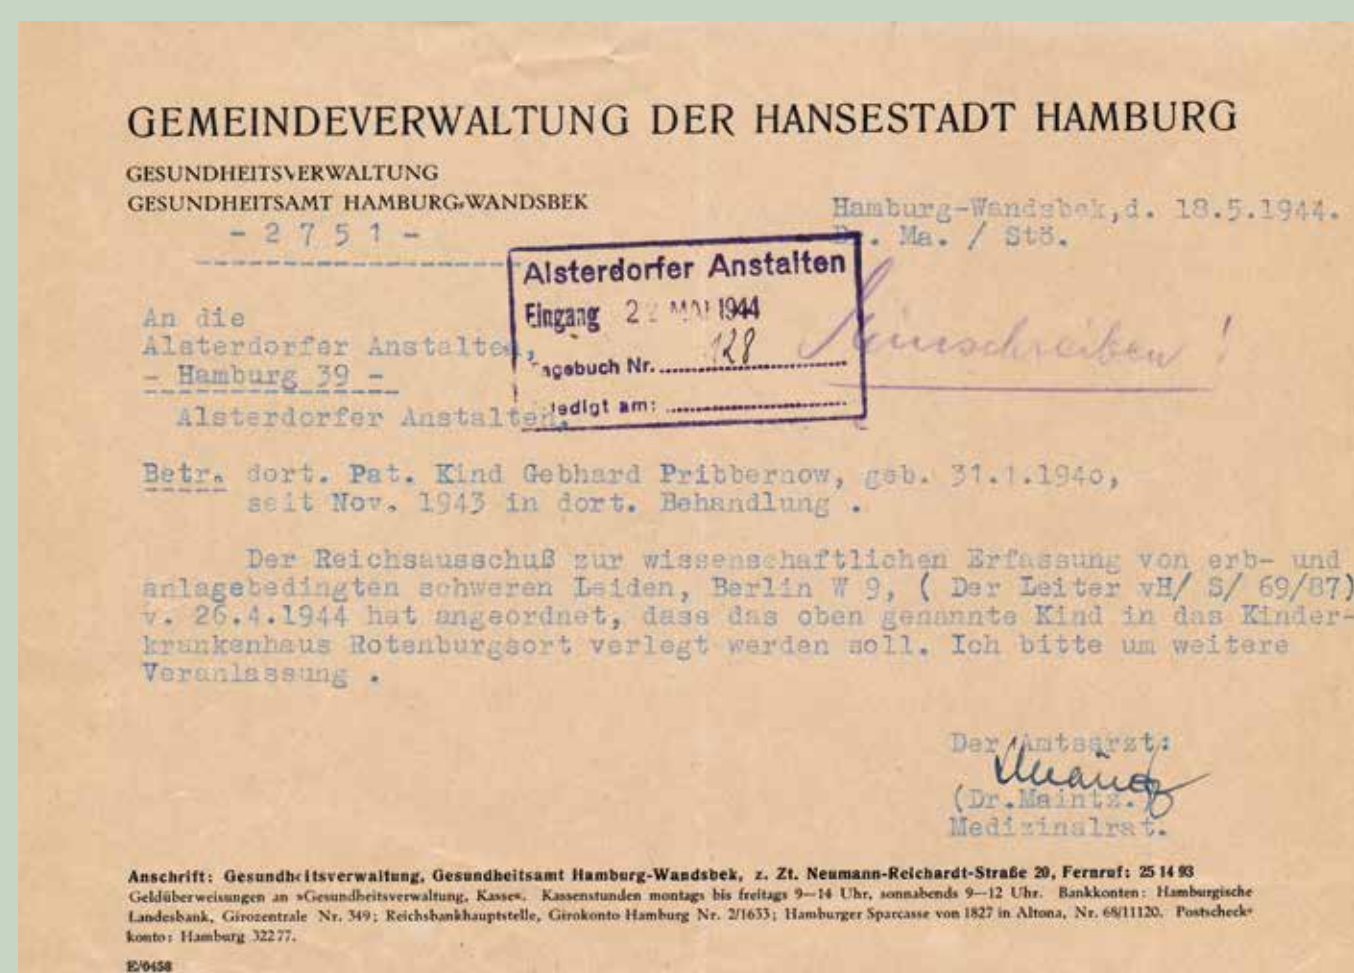 GEMEINDEVERWALTUNG DER HANSESTADT HAMBURG
GESUNDHEITSVERWALTUNG
GESUNDHEITSAMT HAMBURG-WANDSBEK
- 2 7 5 1 -
Hamburg-Wandsbek, d. 18.5.1944.
Ma. / Stö.
Alsterdorfer Anstalten
Eingang 22 MAI 1944
Tagebuch Nr. 128
ledigt am:
Einschreiben !
An die
Alsterdorfer Anstalten,
- Hamburg 39 -
Alsterdorfer Anstalten.
Betr. dort. Pat. Kind Gebhard Pribbernow, geb. 31.1.1940,
seit Nov. 1943 in dort. Behandlung .
Der Reichsausschuß zur wissenschaftlichen Erfassung von erb- und
anlagebedingten schweren Leiden, Berlin W 9, ( Der Leiter vH/ S/ 69/87)
v. 26.4.1944 hat angeordnet, dass das oben genannte Kind in das Kinder-
krankenhaus Rotenburgsort verlegt werden soll. Ich bitte um weitere
Veranlassung .
Der Amtsarzt:
(Dr.Maintz.)
Medizinalrat.
Anschrift: Gesundheitsverwaltung, Gesundheitsamt Hamburg-Wandsbek, z. Zt. Neumann-Reichardt-Straße 20, Fernruf: 25 14 93
Geldüberweisungen an »Gesundheitsverwaltung, Kasse«. Kassenstunden montags bis freitags 9—14 Uhr, sonnabends 9—12 Uhr. Bankkonten: Hamburgische
Landesbank, Girozentrale Nr. 349; Reichsbankhauptstelle, Girokonto Hamburg Nr. 2/1633; Hamburger Sparcasse von 1827 in Altona, Nr. 68/11120. Postscheck-
konto: Hamburg 32277.
E/0458